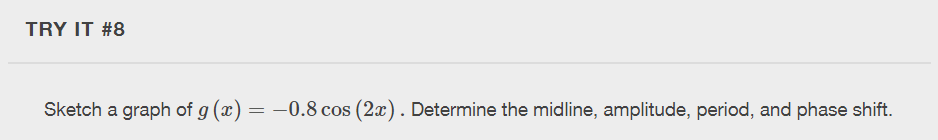 TRY IT #8
Sketch a graph of g (x) = −0.8 cos (2x) . Determine the midline, amplitude, period, and phase shift.